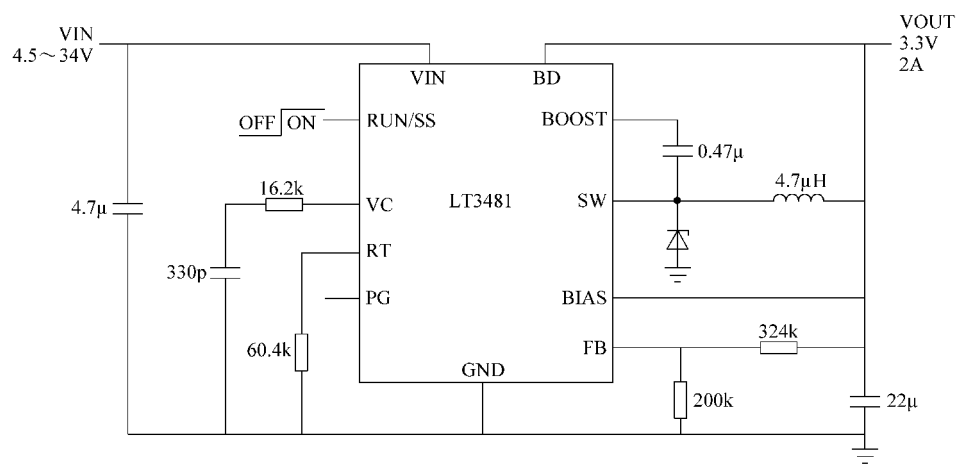 VIN
4.5～34V
VOUT
3.3V
2A
VIN
BD
OFF
ON
RUN/SS
BOOST
0.47μ
16.2k
4.7μH
4.7μ
VC
LT3481
SW
RT
330p
PG
BIAS
324k
60.4k
FB
GND
200k
22μ